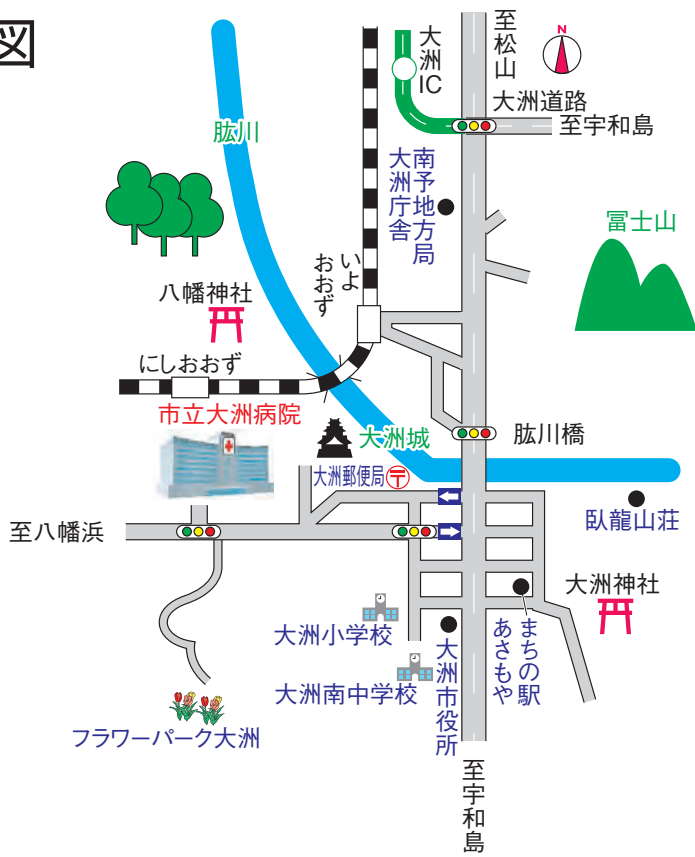 図
至松山
N
大洲IC
大洲道路
至宇和島
肱川
南予地方局
大洲庁舎
冨士山
いよ
おおず
八幡神社
にしおおず
市立大洲病院
大洲城
肱川橋
大洲郵便局
〒
臥龍山荘
至八幡浜
大洲神社
大洲小学校
まちの駅
あさもや
大洲市役所
大洲南中学校
フラワーパーク大洲
至宇和島